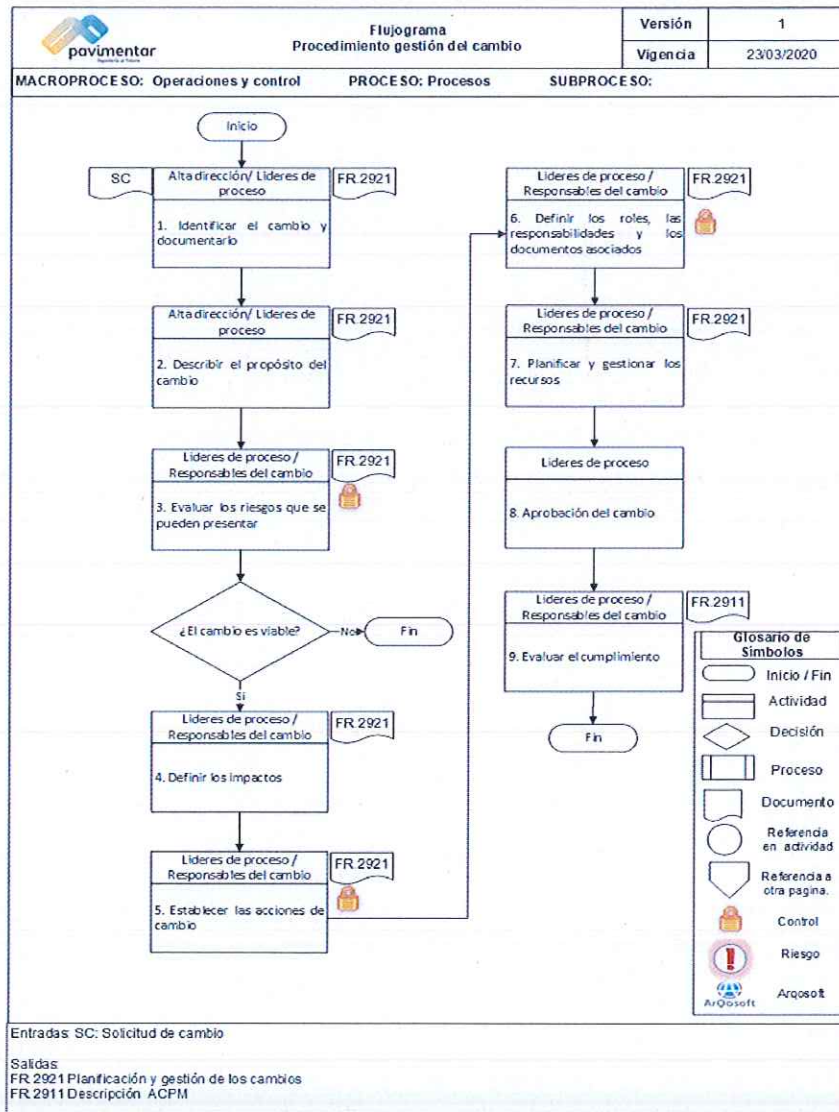 pavimentar
Flujograma
Procedimiento gestión del cambio
Versión 1
Vigencia 23/03/2020
MACROPROCESO: Operaciones y control PROCESO: Procesos SUBPROCESO:
Inicio
SC
Alta dirección/ Lideres de
proceso
FR.2921
1. Identificar el cambio y
documentarlo
Alta dirección/ Lideres de
proceso
FR.2921
2. Describir el propósito del
cambio
Lideres de proceso /
Responsables del cambio
FR.2921
3. Evaluar los riesgos que se
pueden presentar
¿El cambio es viable?
No
Fin
Si
Lideres de proceso /
Responsables del cambio
FR.2921
4. Definir los impactos
Lideres de proceso /
Responsables del cambio
FR.2921
5. Establecer las acciones de
cambio
Lideres de proceso /
Responsables del cambio
FR.2921
6. Definir los roles, las
responsabilidades y los
documentos asociados
Lideres de proceso /
Responsables del cambio
FR.2921
7. Planificar y gestionar los
recursos
Lideres de proceso
8. Aprobación del cambio
Lideres de proceso /
Responsables del cambio
FR.2911
9. Evaluar el cumplimiento
Fin
Glosario de
Simbolos
Inicio / Fin
Actividad
Decisión
Proceso
Documento
Referencia
en actividad
Referencia a
otra pagina.
Control
Riesgo
ArQosoft
Arqosoft
Entradas: SC: Solicitud de cambio
Salidas:
FR.2921 Planificación y gestión de los cambios
FR.2911 Descripción ACPM